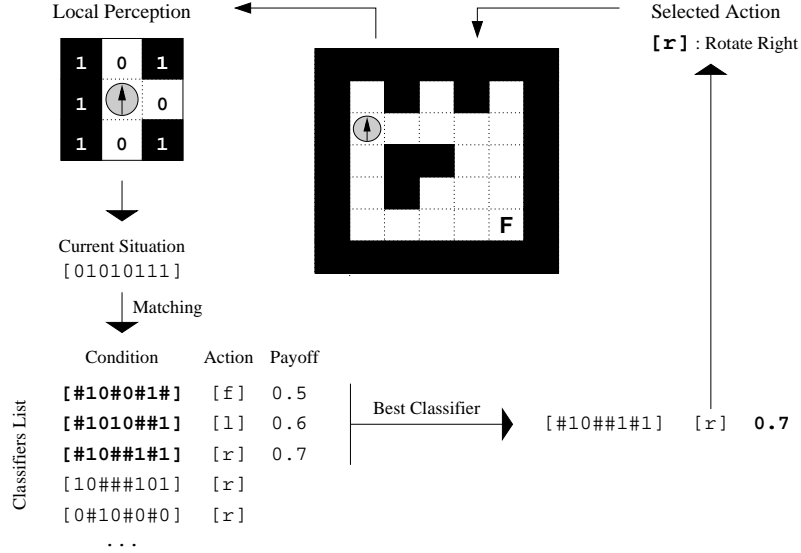 Local Perception
Selected Action
[r] : Rotate Right
1 0 1
1 0
1 0 1
F
Current Situation
[01010111]
Matching
Condition Action Payoff
[#10#0#1#] [f] 0.5
[#1010##1] [l] 0.6
[#10##1#1] [r] 0.7
[10###101] [r]
[0#10#0#0] [r]
...
Classifiers List
Best Classifier
[#10##1#1] [r] 0.7